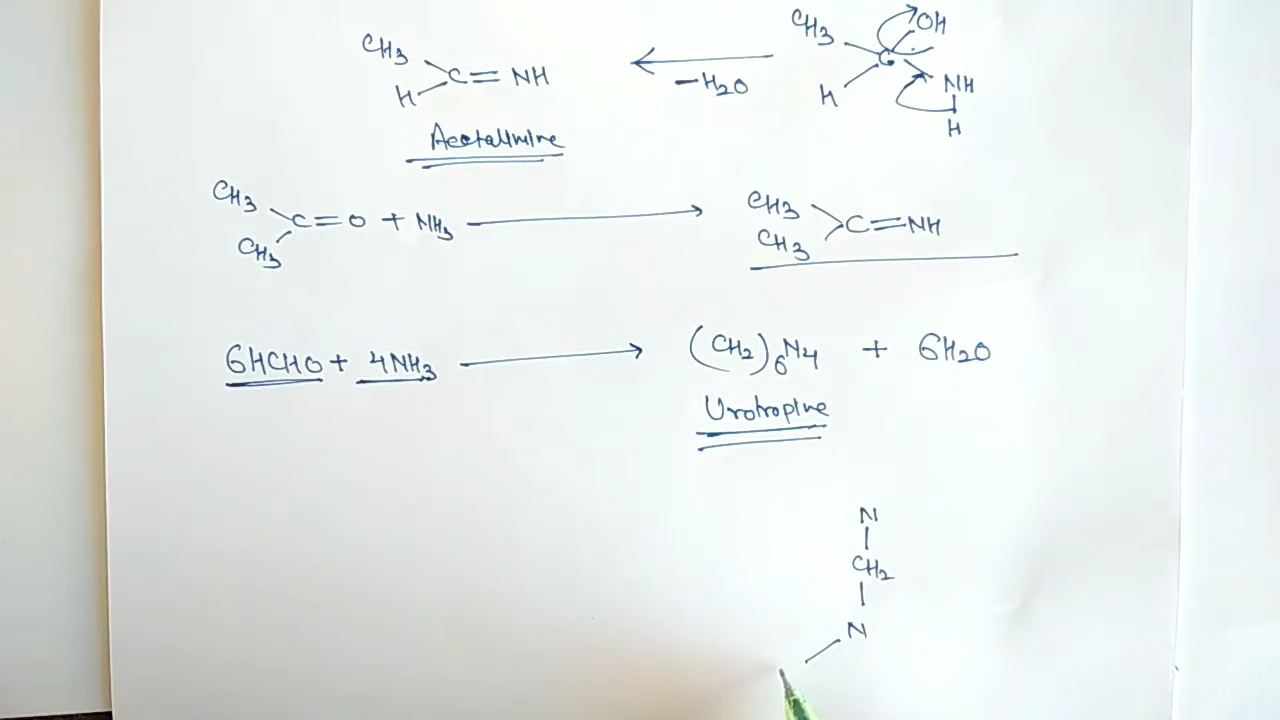 CH3 C=NH H ← -H2O CH3 C OH H NH H
Acetalimine
CH3 CH3 C=O + NH3 → CH3 CH3 C=NH
6HCHO + 4NH3 → (CH2)6N4 + 6H2O
Urotropine
N
CH2
N